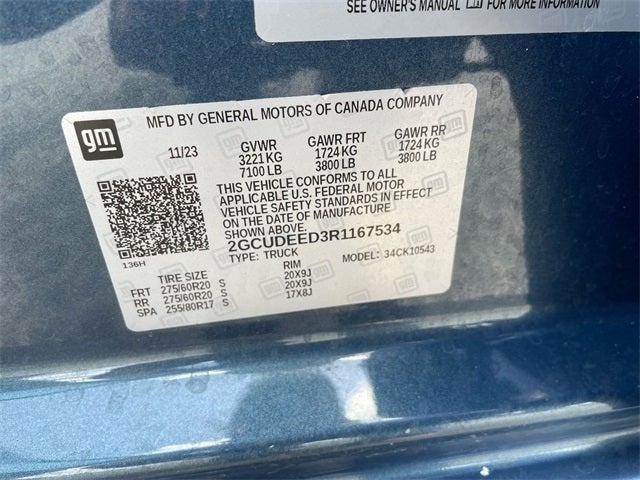 SEE OWNER'S MANUAL FOR MORE INFORMATION
gm
MFD BY GENERAL MOTORS OF CANADA COMPANY
11/23 GVWR GAWR FRT GAWR RR
3221 KG 1724 KG 1724 KG
7100 LB 3800 LB 3800 LB
THIS VEHICLE CONFORMS TO ALL
APPLICABLE U.S. FEDERAL MOTOR
VEHICLE SAFETY STANDARDS IN EFFECT
ON THE DATE OF MANUFACTURE
SHOWN ABOVE.
2GCUDEED3R1167534
136H TYPE: TRUCK MODEL: 34CK10543
TIRE SIZE RIM
FRT 275/60R20 S 20X9J
RR 275/60R20 S 20X9J
SPA 255/80R17 S 17X8J